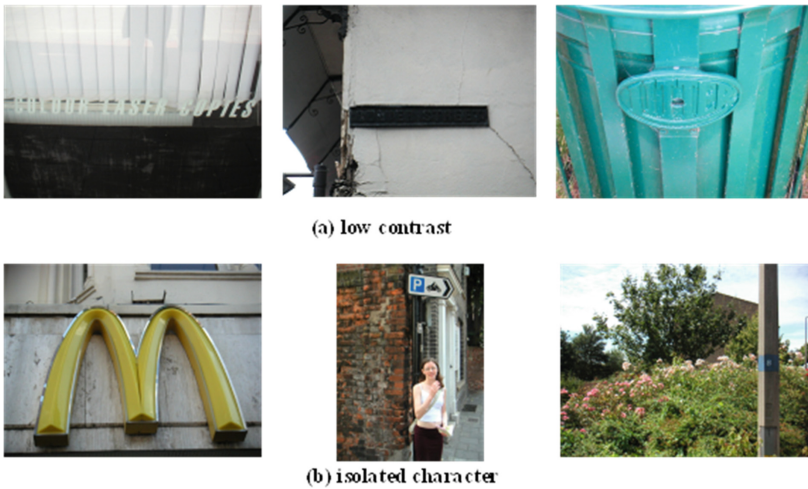 COLOUR LASER COPIES
(a) low contrast
M
P
(b) isolated character